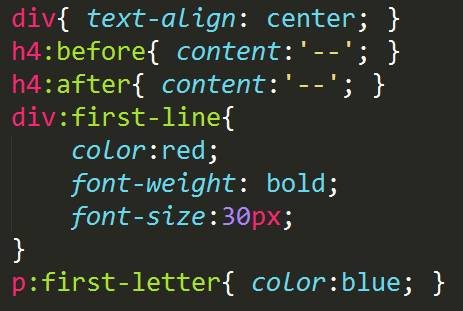 div{ text-align: center; }
h4:before{ content:'--'; }
h4:after{ content:'--'; }
div:first-line{
    color:red;
    font-weight: bold;
    font-size:30px;
}
p:first-letter{ color:blue; }